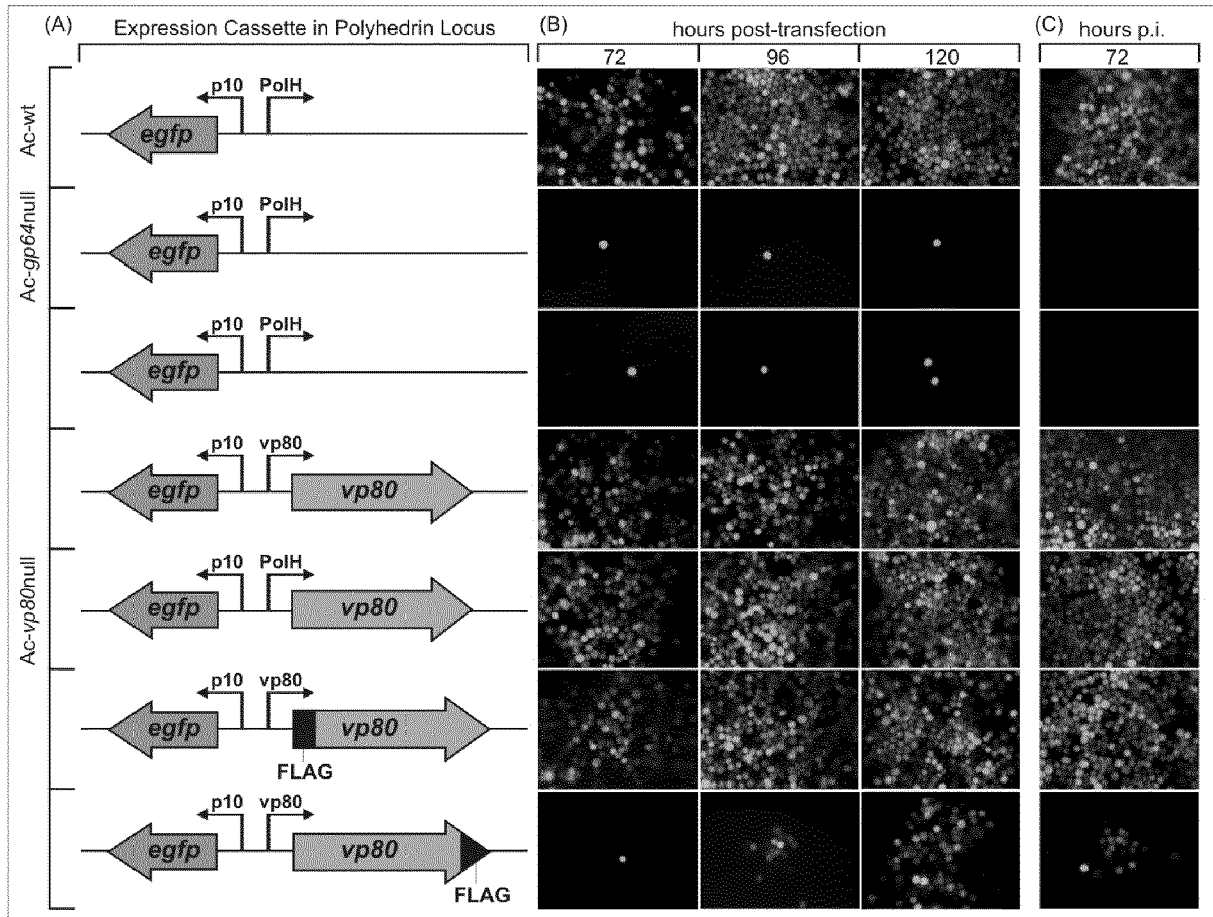 (A) Expression Cassette in Polyhedrin Locus
(B) hours post-transfection
72 96 120
(C) hours p.i.
72
Ac-wt
p10 PolH
egfp
Ac-gp64null
p10 PolH
egfp
Ac-vp80null
p10 PolH
egfp
p10 vp80
egfp vp80
p10 PolH
egfp vp80
p10 vp80
egfp vp80
FLAG
p10 vp80
egfp vp80
FLAG